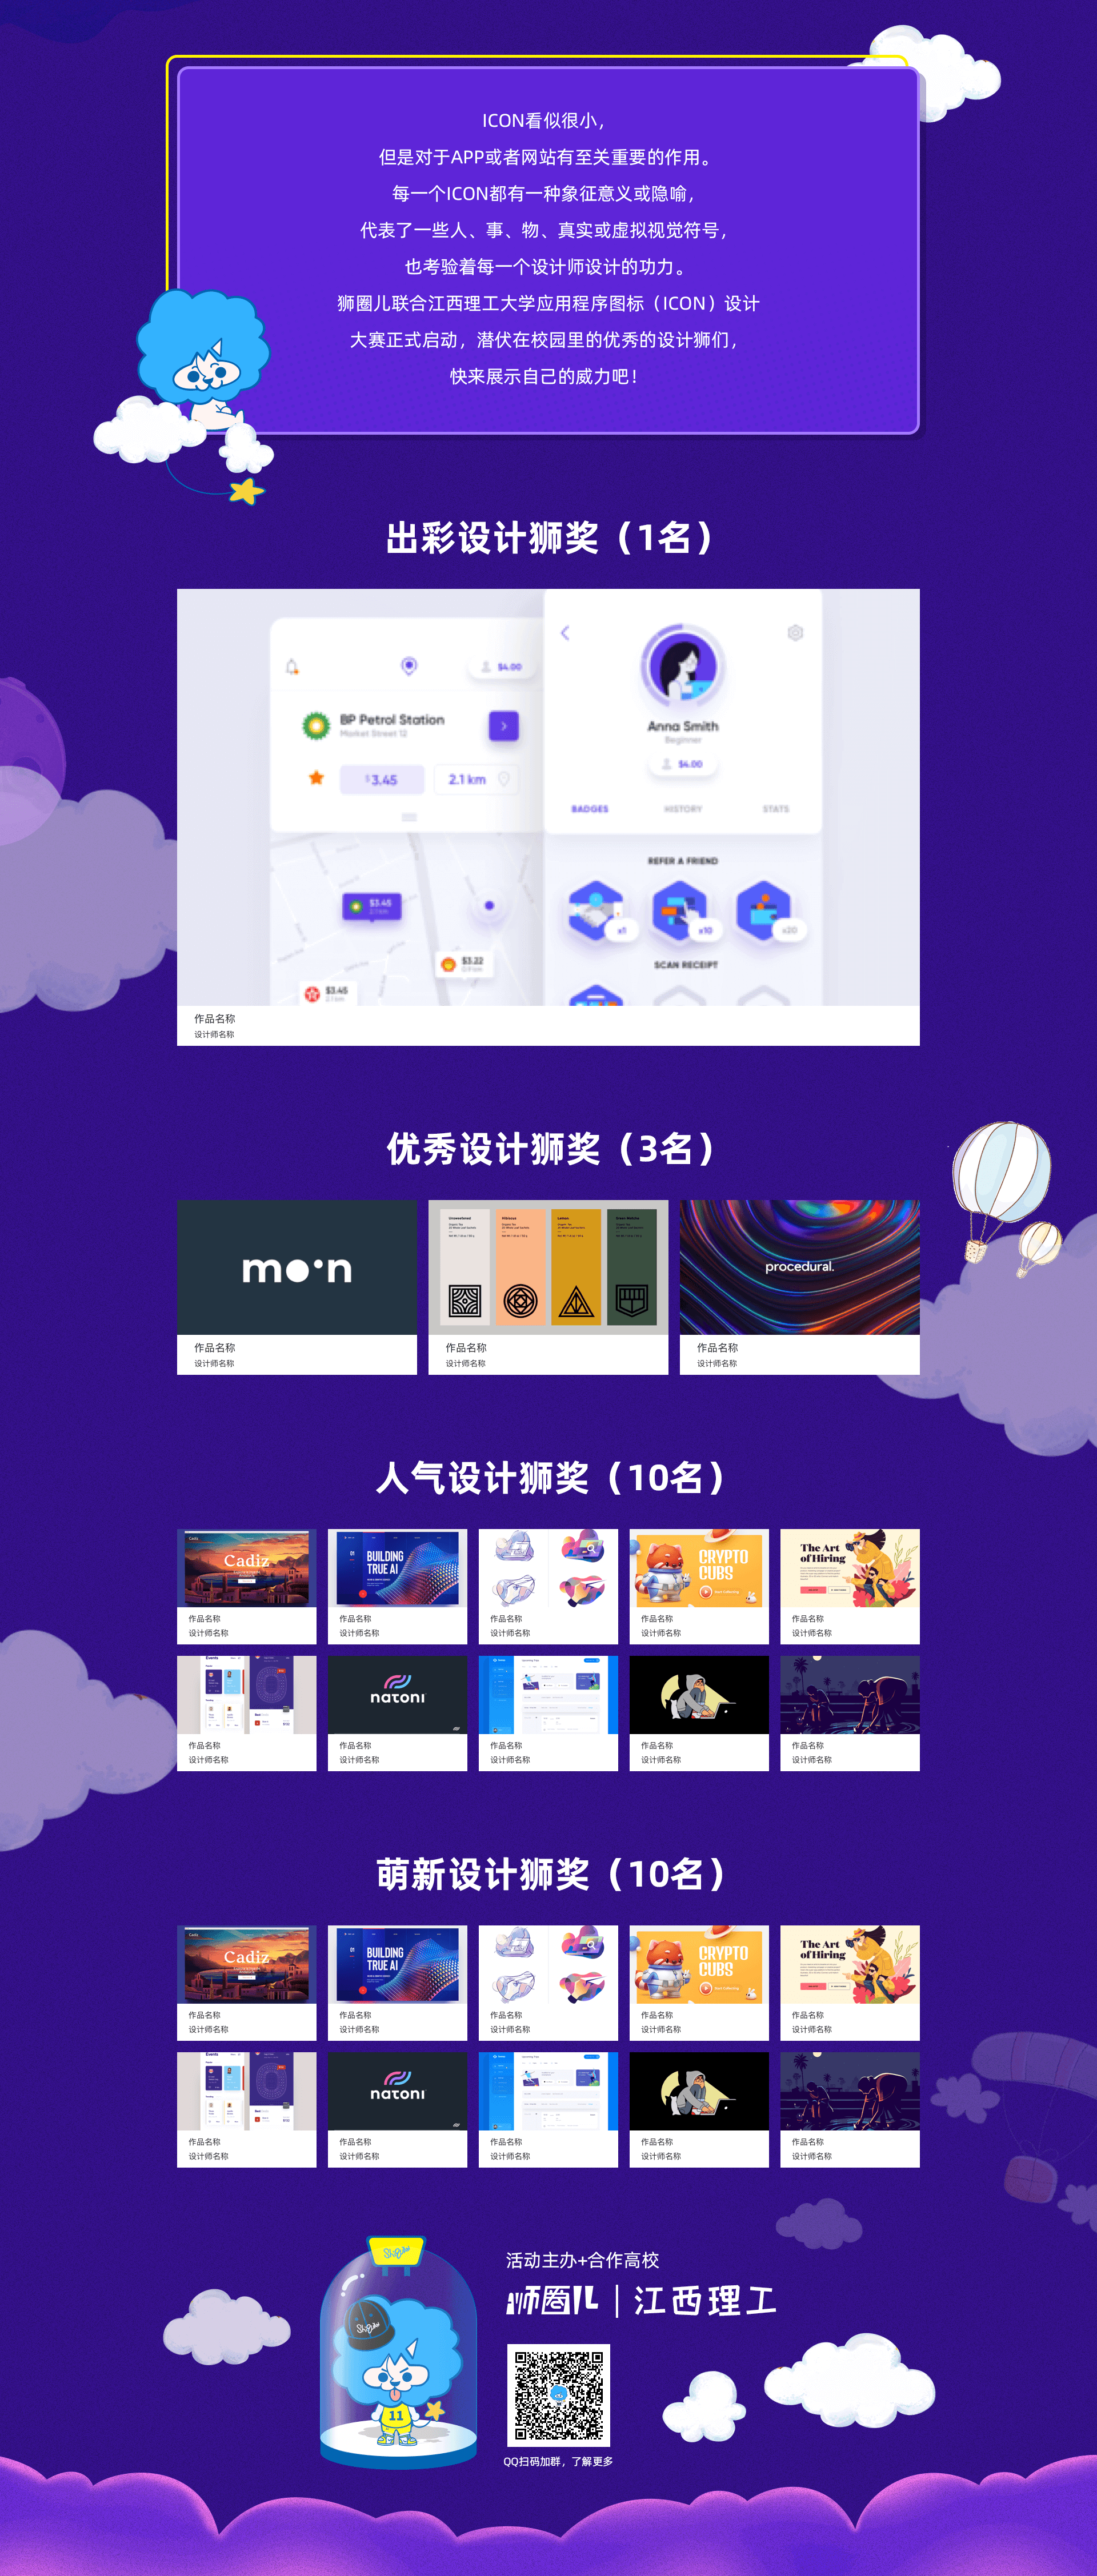 ICON看似很小，
但是对于APP或者网站有至关重要的作用。
每一个ICON都有一种象征意义或隐喻，
代表了一些人、事、物、真实或虚拟视觉符号，
也考验着每一个设计师设计的功力。
狮圈儿联合江西理工大学应用程序图标（ICON）设计
大赛正式启动，潜伏在校园里的优秀的设计狮们，
快来展示自己的威力吧！
出彩设计狮奖（1名）
$4.00
BP Petrol Station
Market Street 12
$3.45
2.1 km
$3.45
2.1 km
$3.22
0.9 km
$3.45
2.1 km
Anna Smith
Beginner
$4.00
BADGES
HISTORY
STATS
REFER A FRIEND
x1
x10
x20
SCAN RECEIPT
作品名称
设计师名称
优秀设计狮奖（3名）
moon
procedural.
作品名称
设计师名称
作品名称
设计师名称
作品名称
设计师名称
人气设计狮奖（10名）
Cadiz
BUILDING
TRUE AI
CRYPTO
CUBS
The Art
of Hiring
作品名称
设计师名称
作品名称
设计师名称
作品名称
设计师名称
作品名称
设计师名称
作品名称
设计师名称
Events
natoni
作品名称
设计师名称
作品名称
设计师名称
作品名称
设计师名称
作品名称
设计师名称
作品名称
设计师名称
萌新设计狮奖（10名）
Cadiz
BUILDING
TRUE AI
CRYPTO
CUBS
The Art
of Hiring
作品名称
设计师名称
作品名称
设计师名称
作品名称
设计师名称
作品名称
设计师名称
作品名称
设计师名称
Events
natoni
作品名称
设计师名称
作品名称
设计师名称
作品名称
设计师名称
作品名称
设计师名称
作品名称
设计师名称
11
活动主办+合作高校
狮圈儿｜江西理工
QQ扫码加群，了解更多